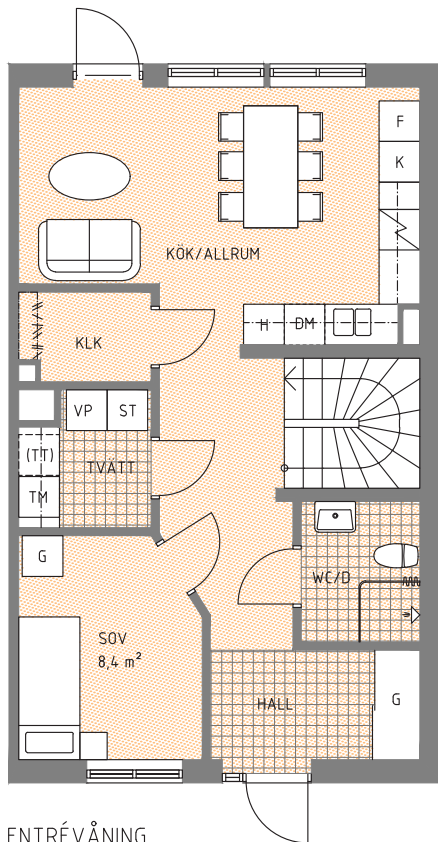 F
K
KÖK/ALLRUM
H DM
KLK
VP ST
(TT)
TVÄTT
TM
G
WC/D
SOV
8,4 m²
HALL
G
ENTRÉVÅNING